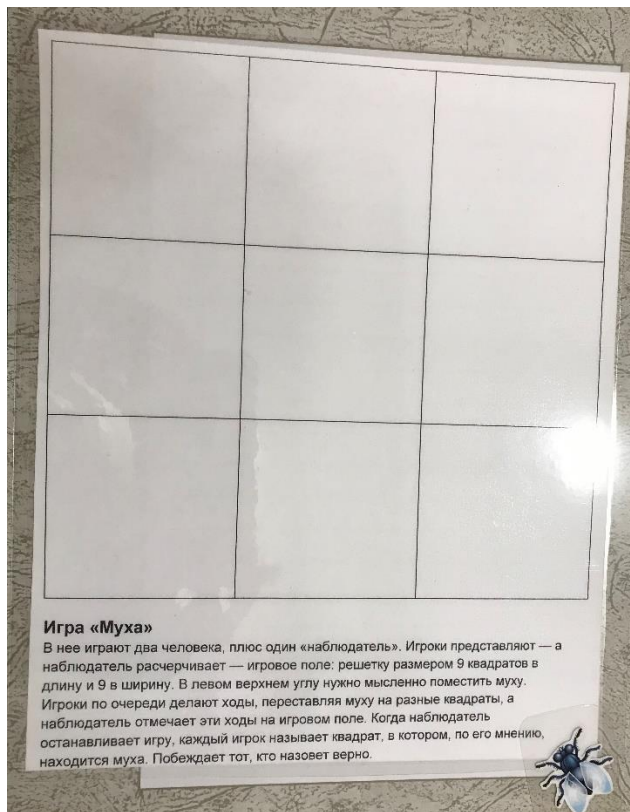 Игра «Муха»
В нее играют два человека, плюс один «наблюдатель». Игроки представляют — а
наблюдатель расчерчивает — игровое поле: решетку размером 9 квадратов в
длину и 9 в ширину. В левом верхнем углу нужно мысленно поместить муху.
Игроки по очереди делают ходы, переставляя муху на разные квадраты, а
наблюдатель отмечает эти ходы на игровом поле. Когда наблюдатель
останавливает игру, каждый игрок называет квадрат, в котором, по его мнению,
находится муха. Побеждает тот, кто назовет верно.